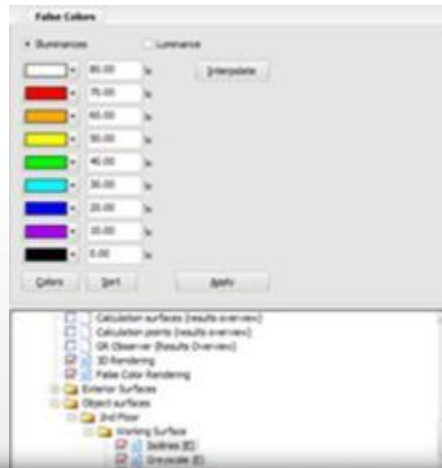 False Colors
Illuminances Luminance
80.00 lx Interpolate
70.00 lx
60.00 lx
50.00 lx
40.00 lx
30.00 lx
20.00 lx
10.00 lx
0.00 lx
Colors Sort Apply
Calculation surfaces (results overview)
Calculation points (results overview)
GR Observer (Results Overview)
3D Rendering
False Color Rendering
Exterior Surfaces
Object surfaces
2nd Floor
Working Surface
Isolines (E)
Greyscale (E)